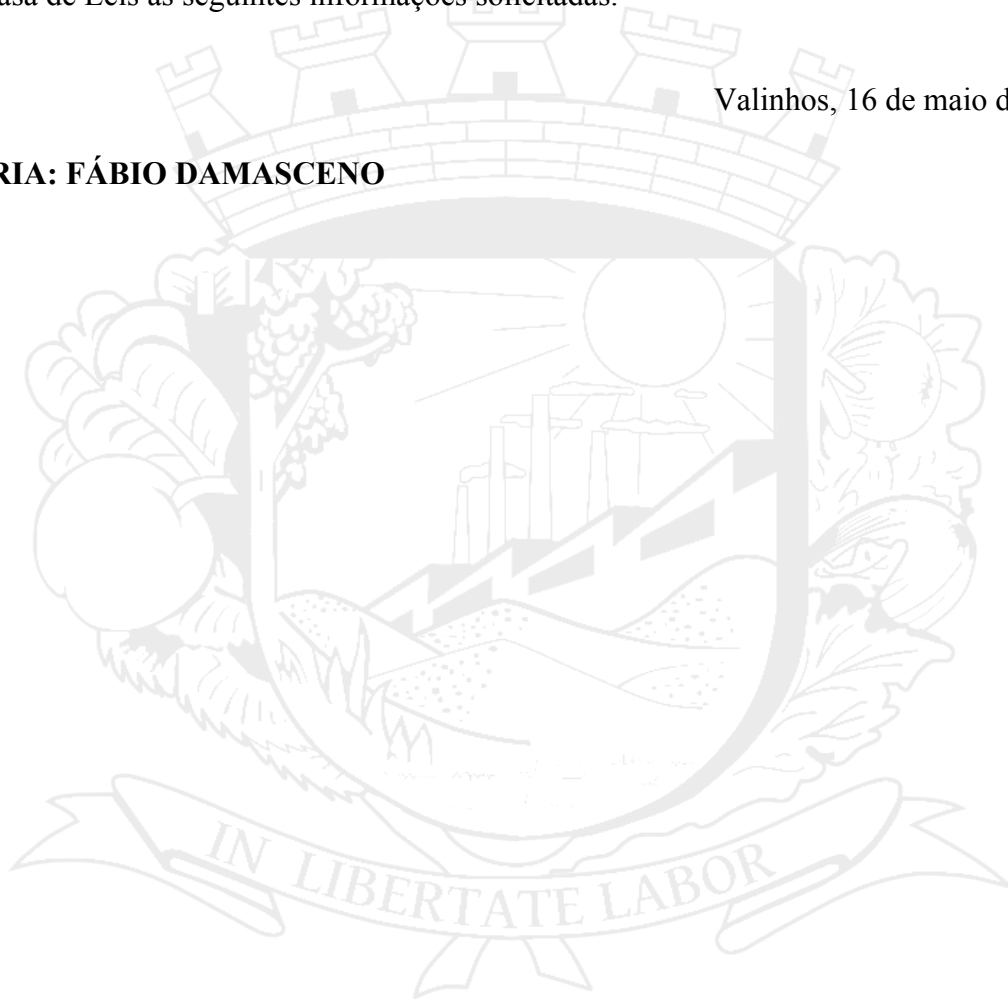 asa de Leis as seguintes informações solicitadas.
Valinhos, 16 de maio d
RIA: FÁBIO DAMASCENO
IN LIBERTATE LABOR